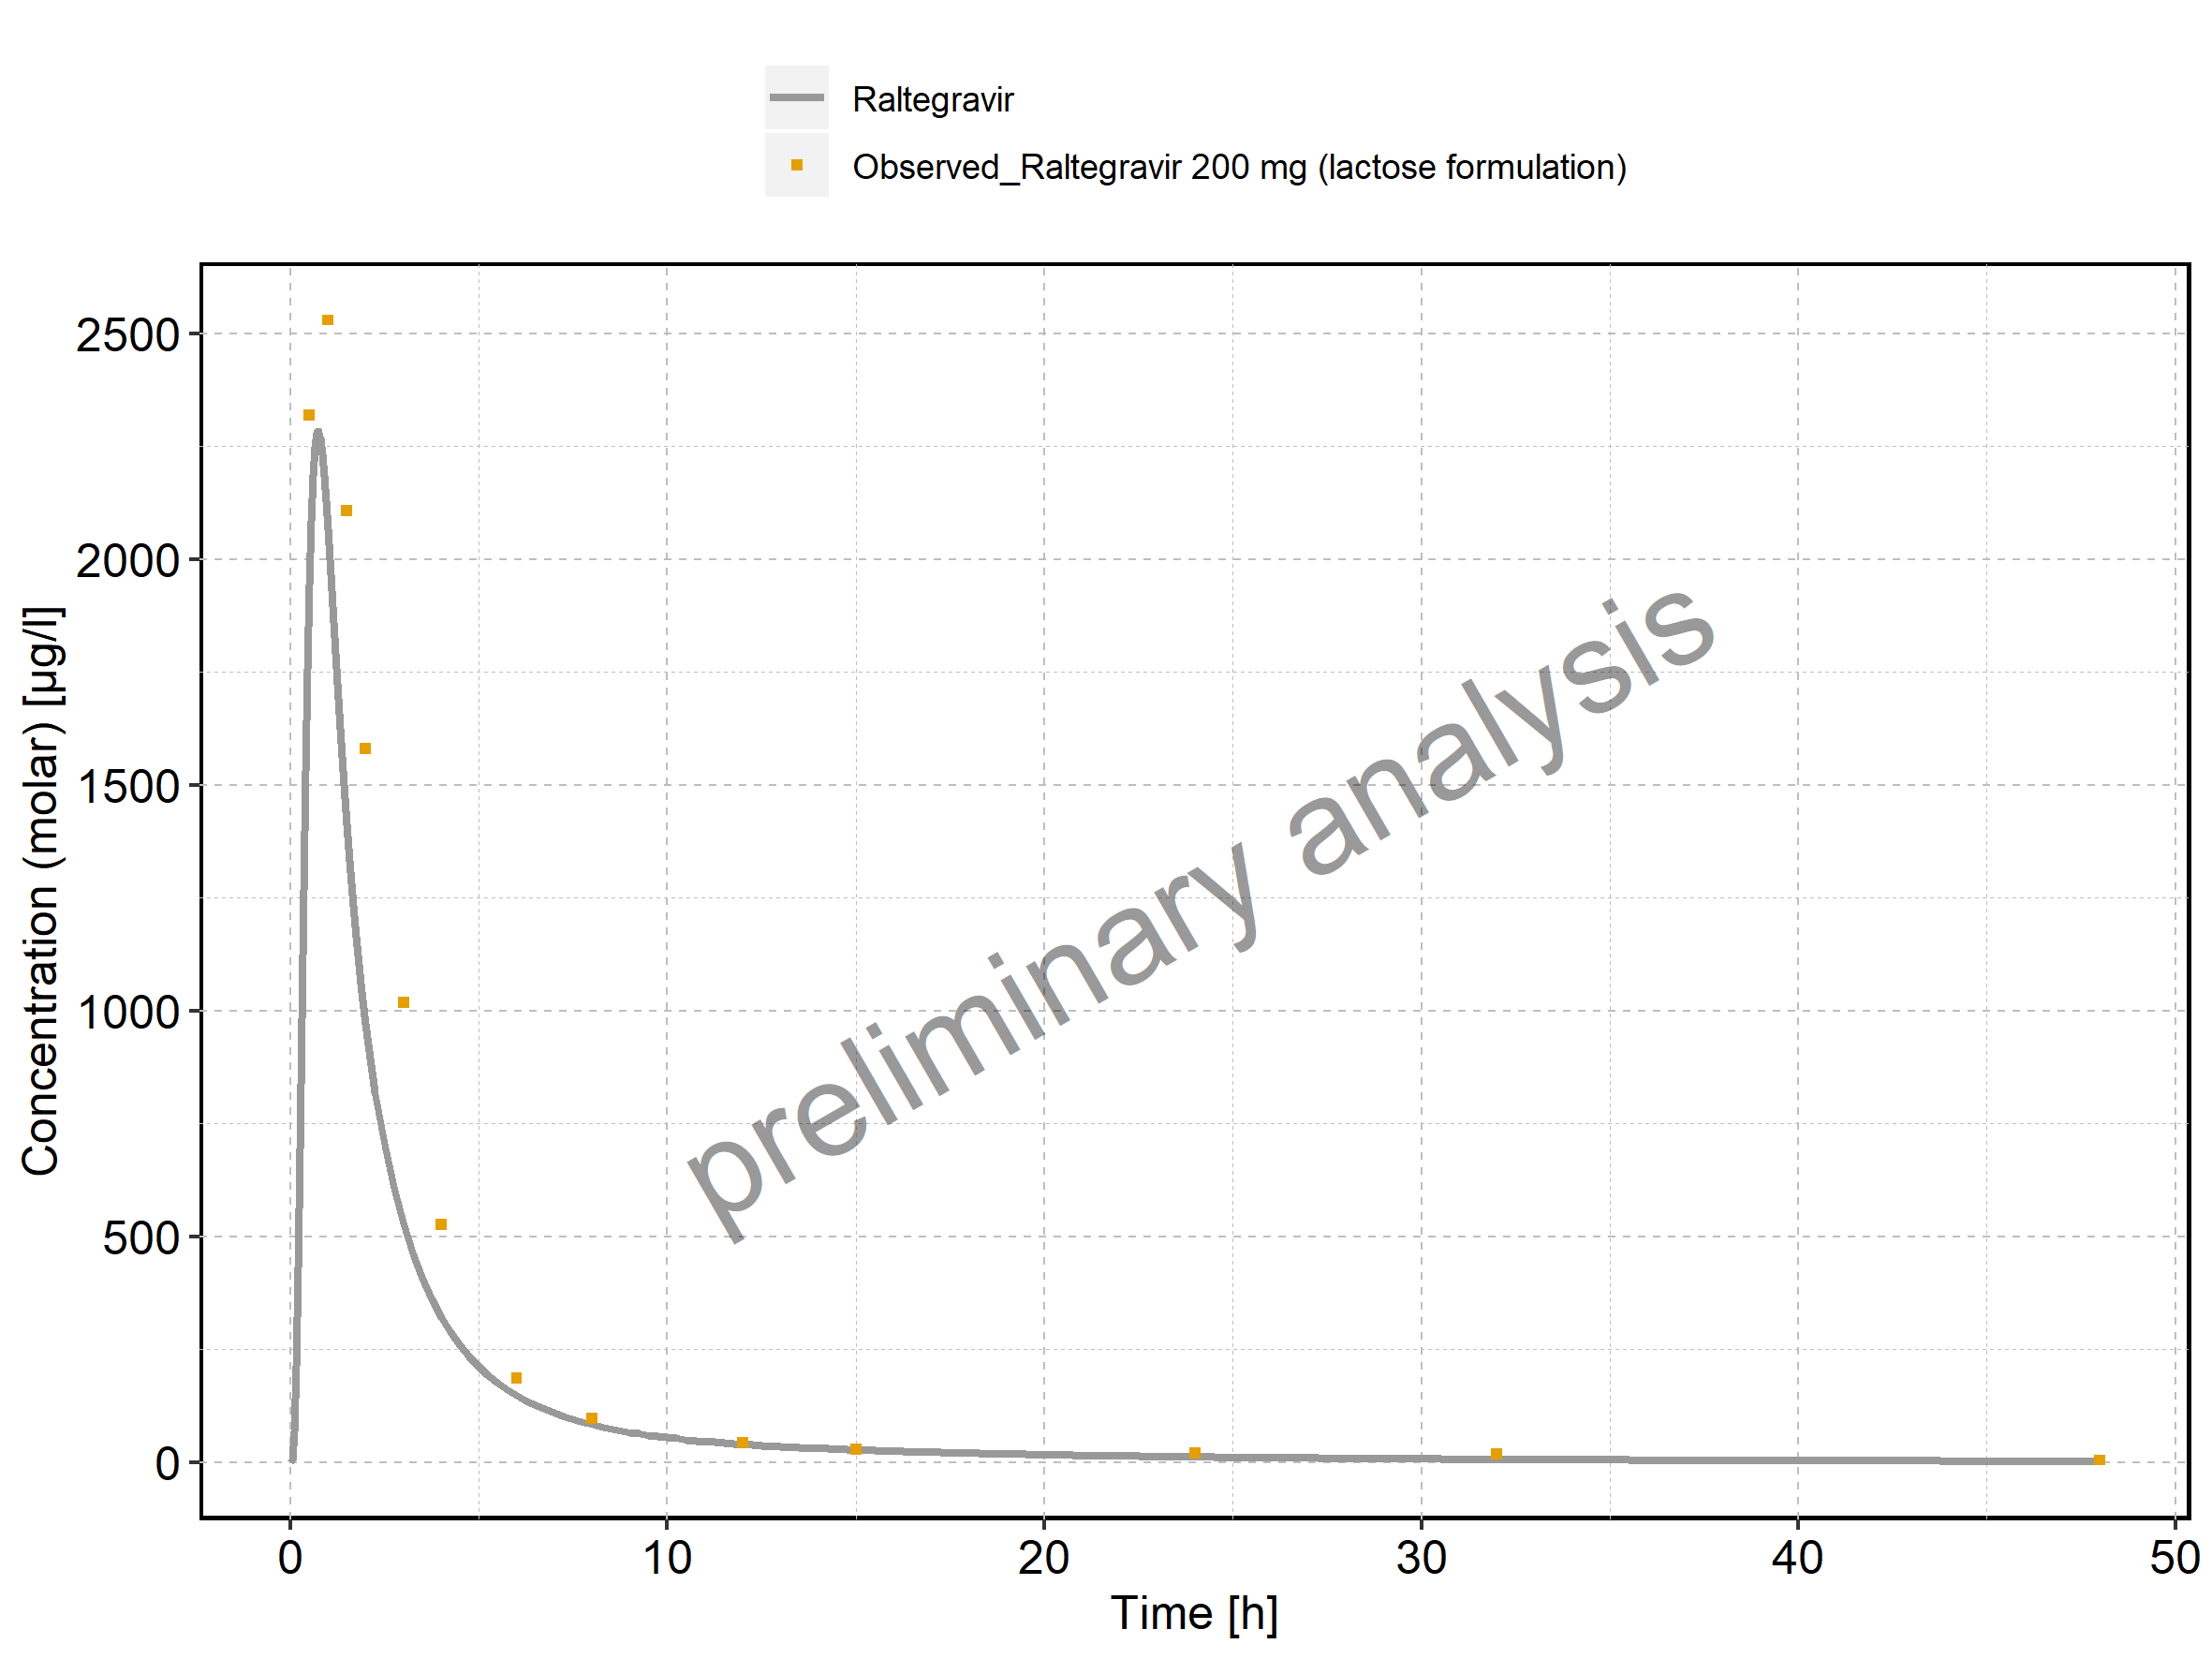 Raltegravir
Observed_Raltegravir 200 mg (lactose formulation)
2500
2000
1500
1000
500
0
Concentration (molar) [µg/l]
preliminary analysis
0 10 20 30 40 50
Time [h]